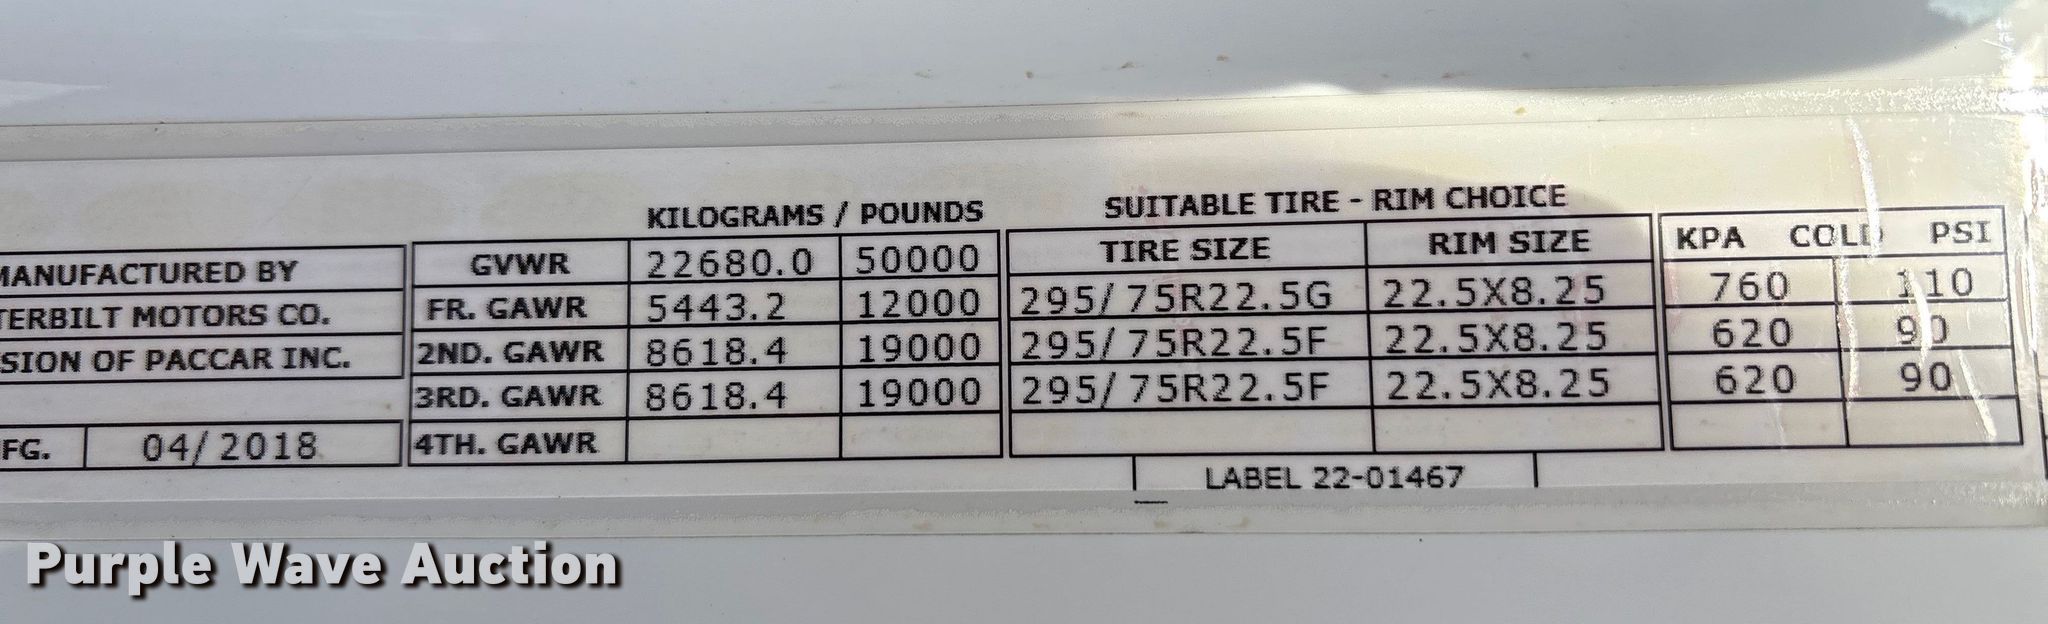 KILOGRAMS / POUNDS SUITABLE TIRE - RIM CHOICE
MANUFACTURED BY GVWR 22680.0 50000 TIRE SIZE RIM SIZE KPA COLD PSI
TERBILT MOTORS CO. FR. GAWR 5443.2 12000 295/75R22.5G 22.5X8.25 760 110
SION OF PACCAR INC. 2ND. GAWR 8618.4 19000 295/75R22.5F 22.5X8.25 620 90
3RD. GAWR 8618.4 19000 295/75R22.5F 22.5X8.25 620 90
FG. 04/2018 4TH. GAWR
LABEL 22-01467
Purple Wave Auction